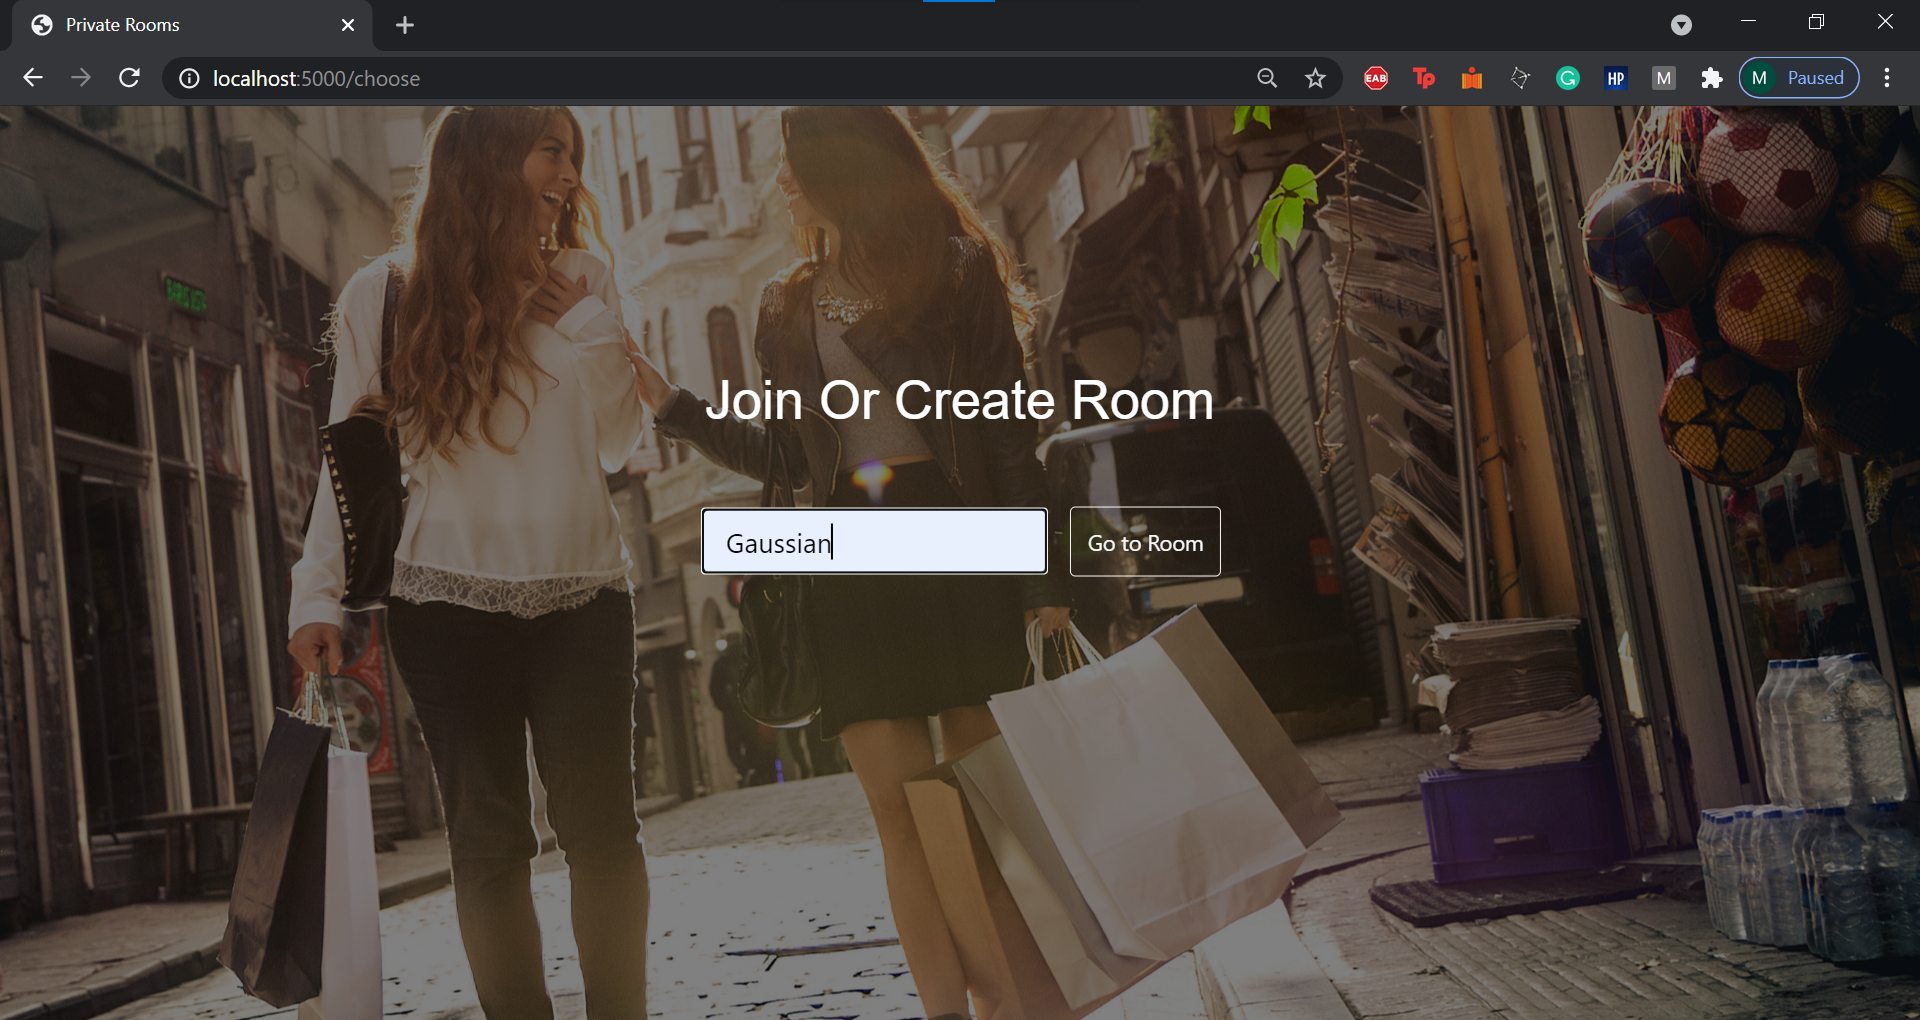 Private Rooms
localhost:5000/choose
EAB
Tp
HP
M
M Paused
Join Or Create Room
Gaussian
Go to Room